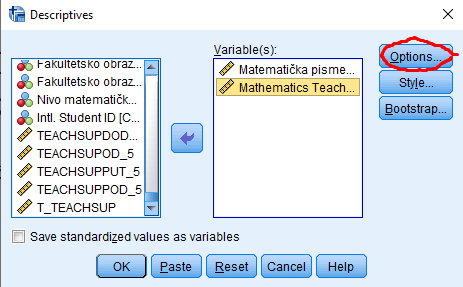 Descriptives
Variable(s):
Fakultetsko obraz...
Fakultetsko obraz...
Nivo matematičk...
Intl. Student ID [C...
TEACHSUPDOD...
TEACHSUPOD_5
TEACHSUPPUT_5
TEACHSUPPOD_5
T_TEACHSUP
Matematička pisme...
Mathematics Teach...
Options...
Style...
Bootstrap...
Save standardized values as variables
OK Paste Reset Cancel Help